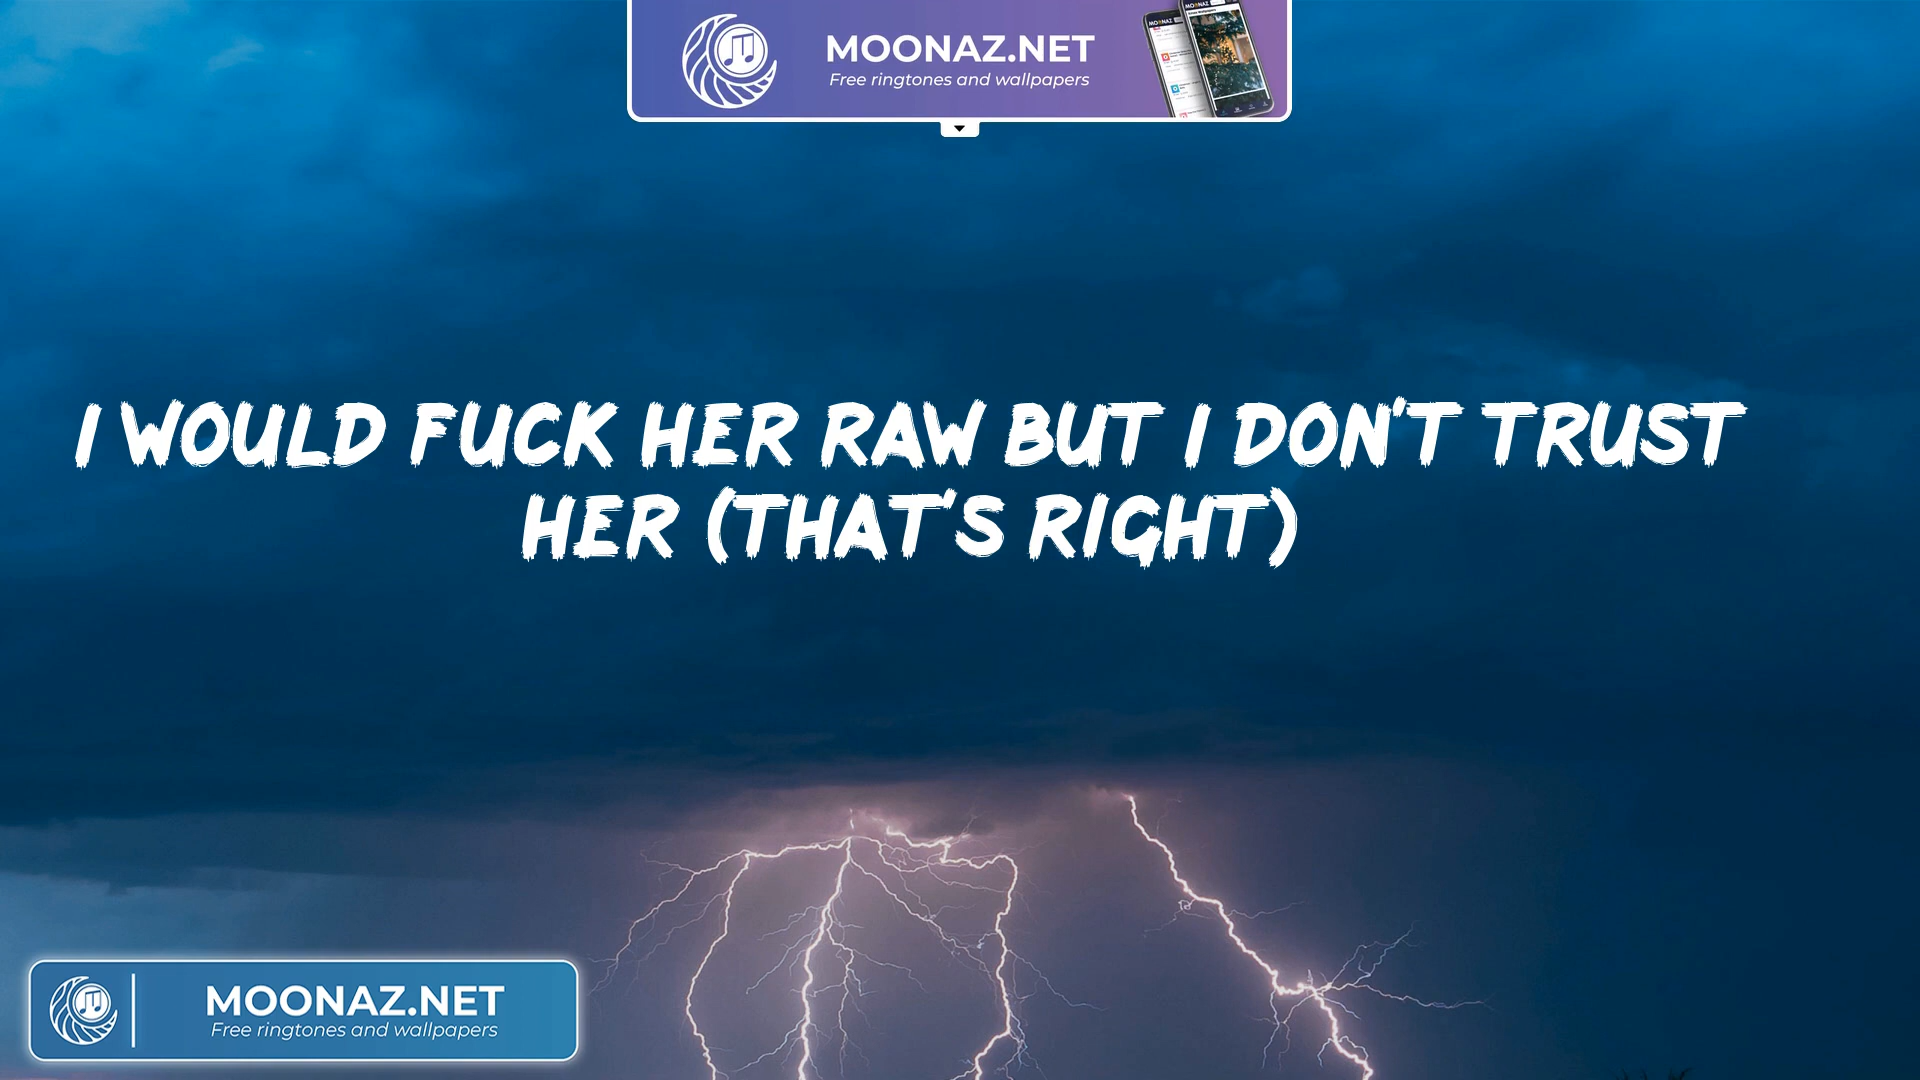 MOONAZ.NET
Free ringtones and wallpapers
I WOULD FUCK HER RAW BUT I DON'T TRUST
HER (THAT'S RIGHT)
MOONAZ.NET
Free ringtones and wallpapers